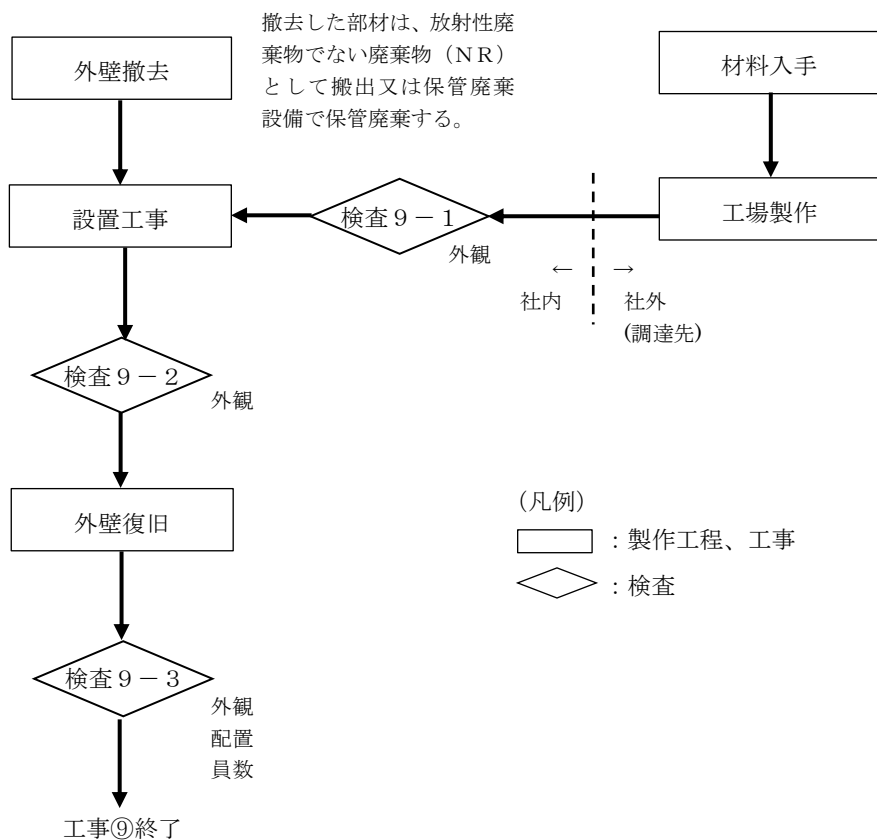 撤去した部材は、放射性廃
棄物でない廃棄物（ＮＲ）
として搬出又は保管廃棄
設備で保管廃棄する。
外壁撤去
材料入手
設置工事
検査９－１
外観
工場製作
← →
社内 社外
(調達先)
検査９－２
外観
外壁復旧
（凡例）
：製作工程、工事
：検査
検査９－３
外観
配置
員数
工事⑨終了